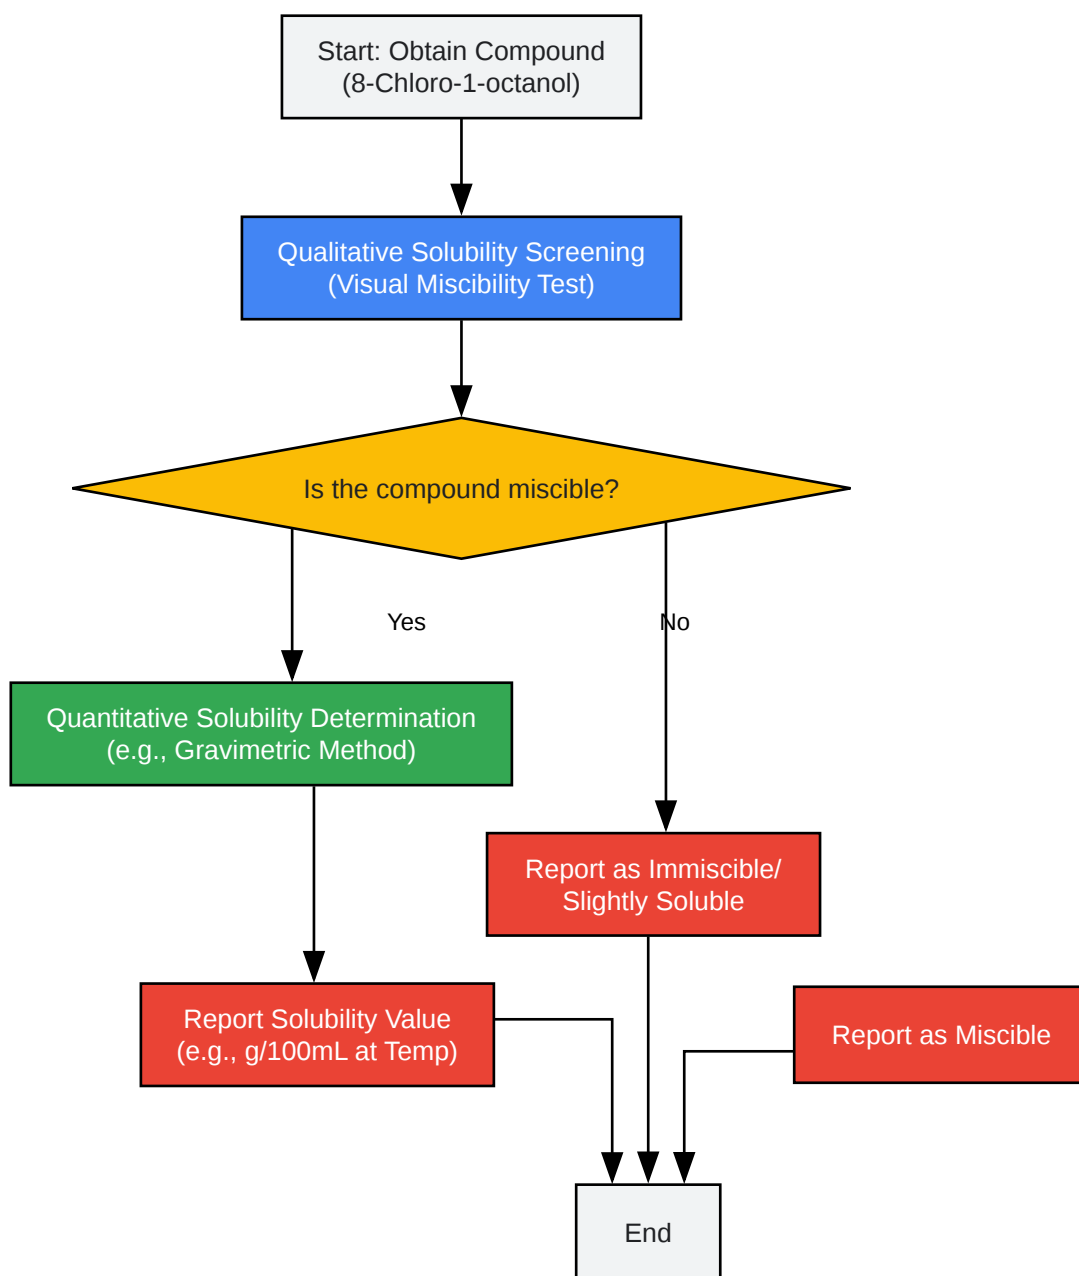 Start: Obtain Compound
(8-Chloro-1-octanol)
Qualitative Solubility Screening
(Visual Miscibility Test)
Is the compound miscible?
Yes
No
Quantitative Solubility Determination
(e.g., Gravimetric Method)
Report as Immiscible/
Slightly Soluble
Report Solubility Value
(e.g., g/100mL at Temp)
Report as Miscible
End